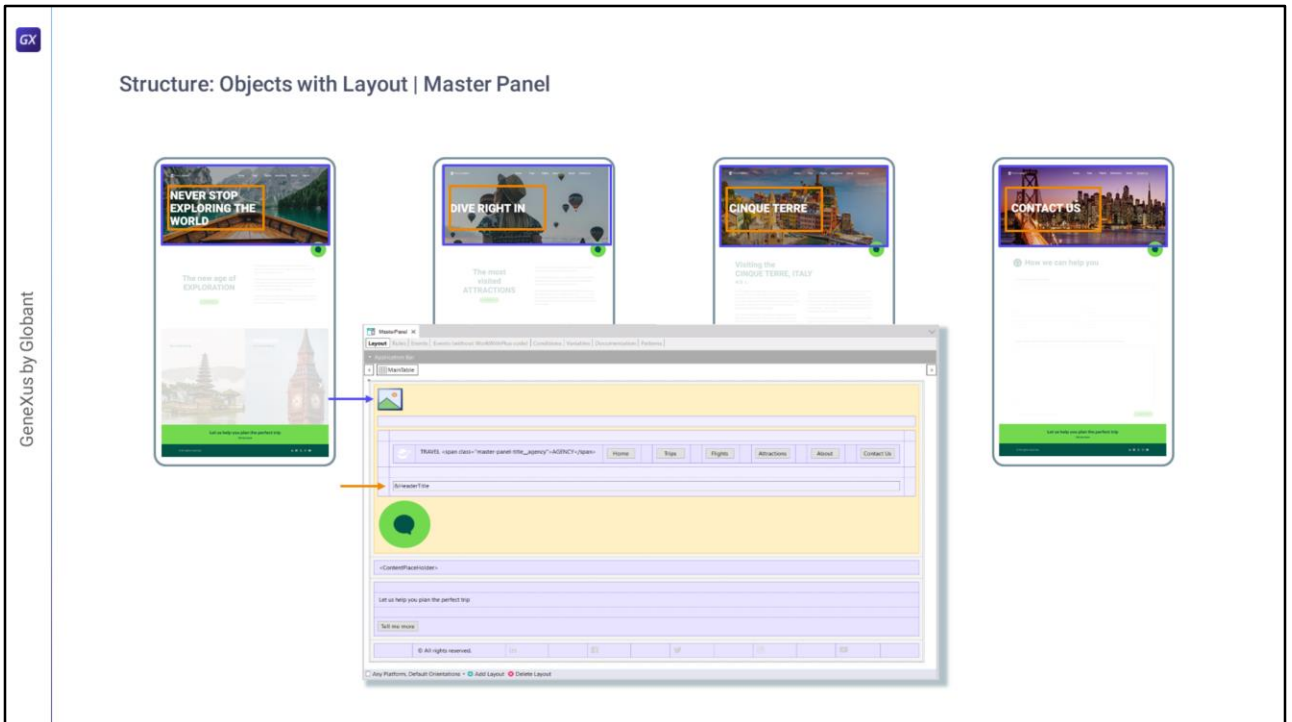 GX
Structure: Objects with Layout | Master Panel
GeneXus by Globant
NEVER STOP
EXPLORING THE
WORLD
The new age of
EXPLORATION
Let us help you plan the perfect trip
DIVE RIGHT IN
The most
visited
ATTRACTIONS
CINQUE TERRE
Visiting the
CINQUE TERRE, ITALY
CONTACT US
How we can help you
Let us help you plan the perfect trip
MasterPanel
Layout Rules Events Events (without WorkWithPlus code) Conditions Variables Documentation Patterns
Application Bar
MainTable
TRAVEL <span class="master-panel-title__agency">AGENCY</span> Home Trips Flights Attractions About Contact Us
&HeaderTitle
<ContentPlaceHolder>
Let us help you plan the perfect trip
Tell me more
© All rights reserved.
Any Platform, Default Orientations Add Layout Delete Layout